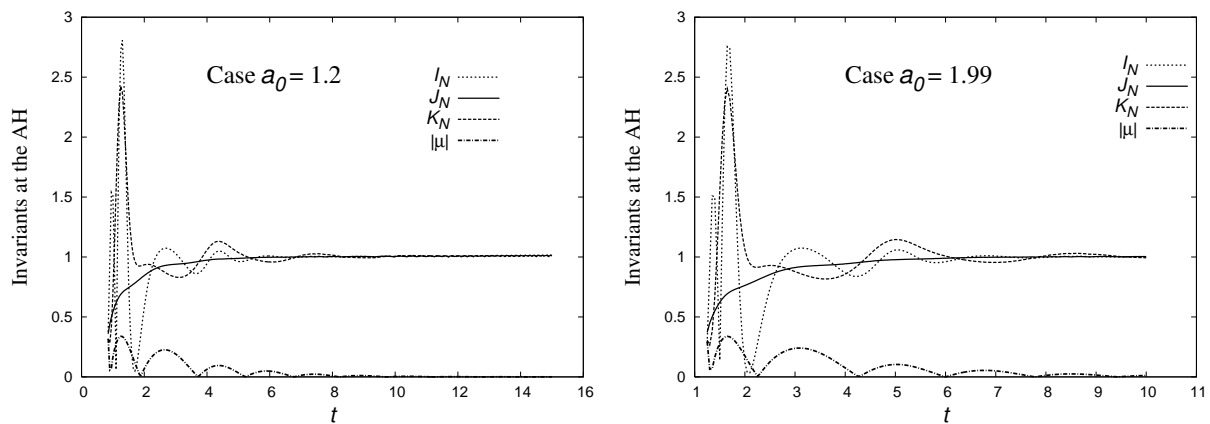 Invariants at the AH
3
2.5
2
1.5
1
0.5
0
0 2 4 6 8 10 12 14 16
t
Case a0 = 1.2
IN
JN
KN
|μ|
Invariants at the AH
3
2.5
2
1.5
1
0.5
0
1 2 3 4 5 6 7 8 9 10 11
t
Case a0 = 1.99
IN
JN
KN
|μ|